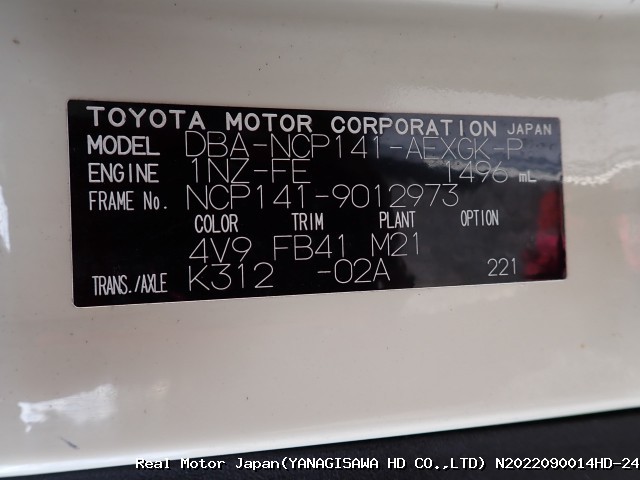 TOYOTA MOTOR CORPORATION JAPAN
MODEL DBA-NCP141-AEXGK-P
ENGINE 1NZ-FE 1496 mL
FRAME No. NCP141-9012973
COLOR TRIM PLANT OPTION
4V9 FB41 M21
TRANS./AXLE K312 -02A 221
Real Motor Japan(YANAGISAWA HD CO.,LTD) N2022090014HD-24